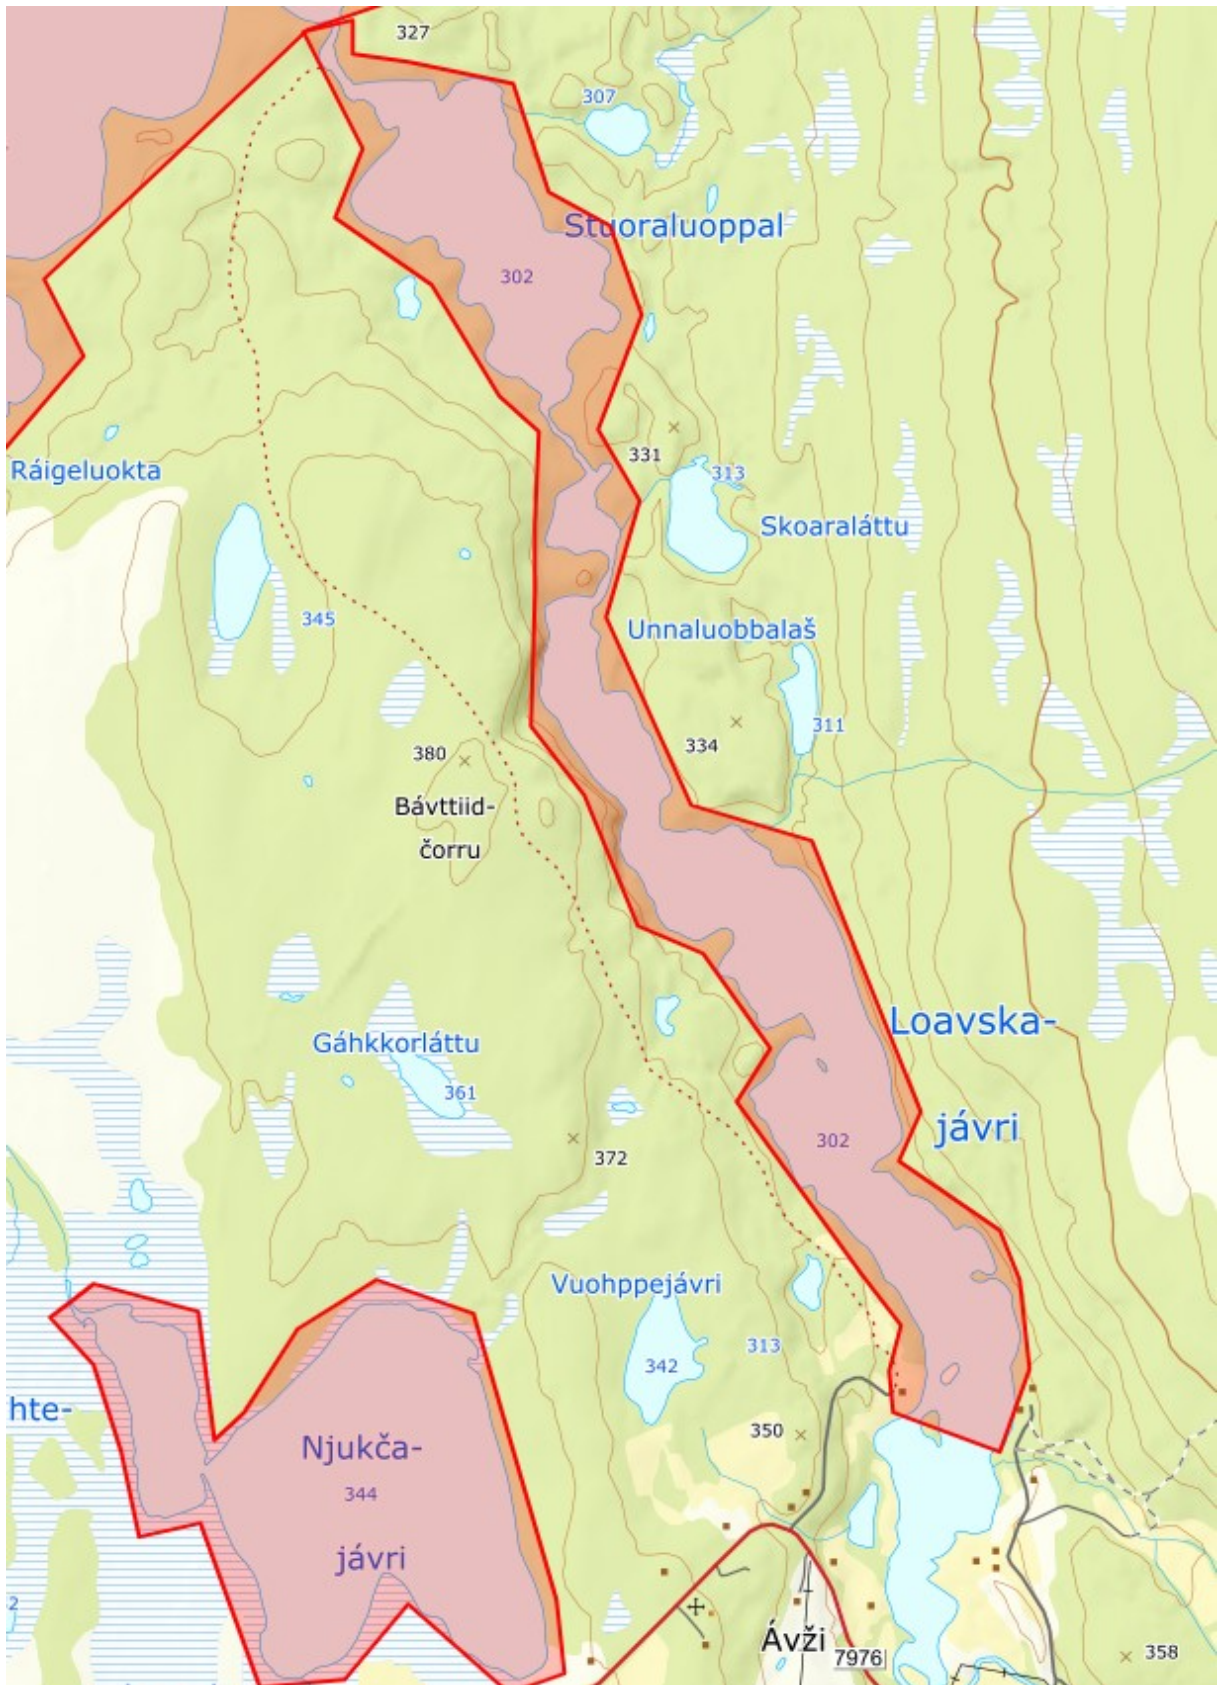 327
307
Stuoraluoppal
302
331
313
Ráigeluokta
Skoaraláttu
345
Unnaluobbalaš
311
334
380
Bávttiid-
čorru
Loavska-
Gáhkkorláttu
361
jávri
302
372
Vuohppejávri
313
342
hte-
350
Njukča-
344
jávri
2
Ávži
7976
358